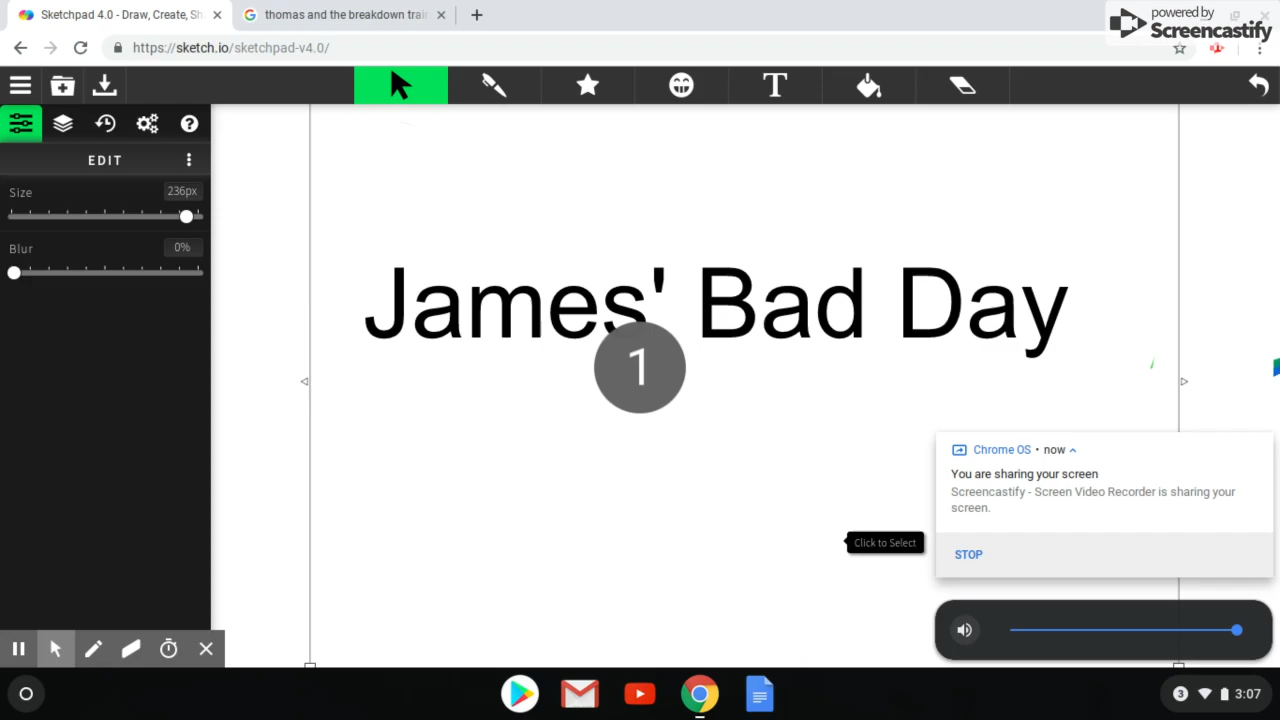 Sketchpad 4.0 - Draw, Create, Sh
thomas and the breakdown trai
powered by
Screencastify
https://sketch.io/sketchpad-v4.0/
T
EDIT
Size
236px
Blur
0%
James' Bad Day
1
Chrome OS • now
You are sharing your screen
Screencastify - Screen Video Recorder is sharing your
screen.
Click to Select
STOP
3 3:07